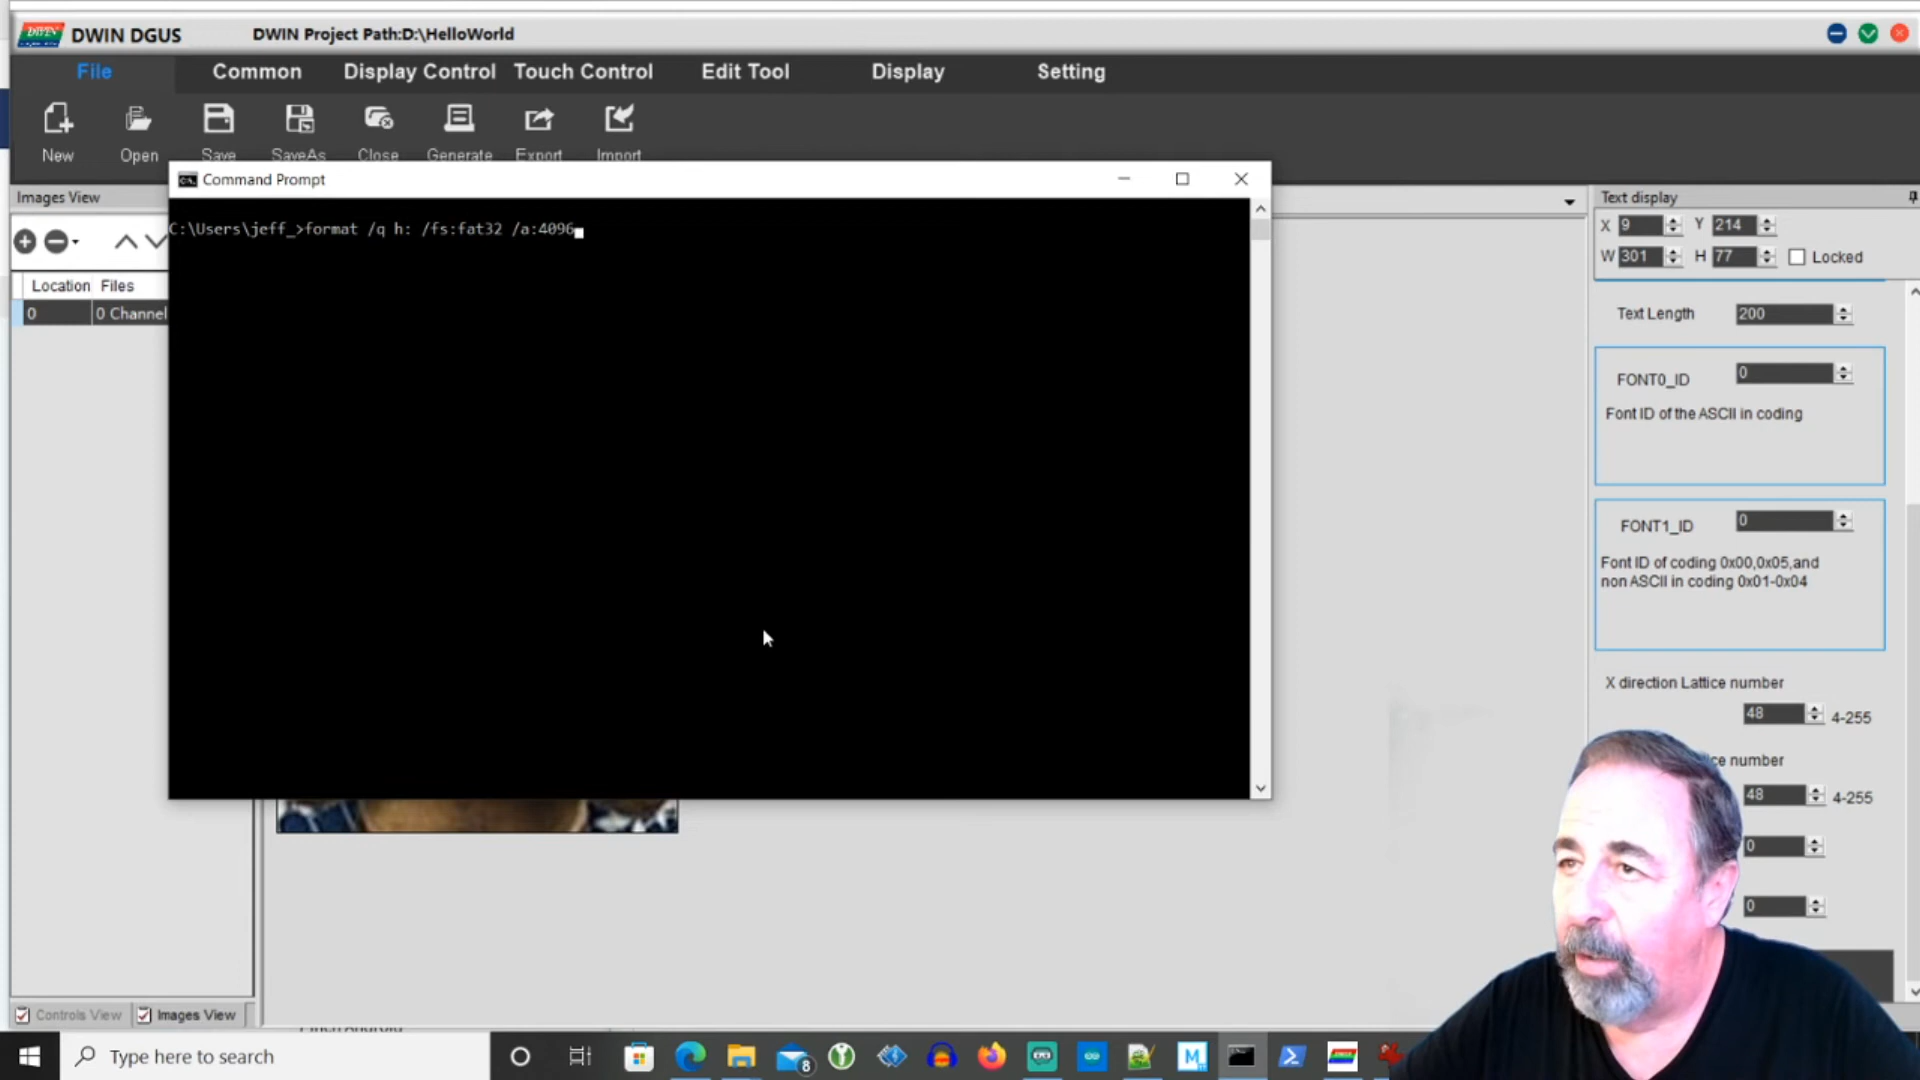 DWIN DWIN DGUS DWIN Project Path:D:\HelloWorld
File Common Display Control Touch Control Edit Tool Display Setting
New Open Save SaveAs Close Generate Export Import
Images View
Command Prompt
Text display
C:\Users\jeff_>format /q h: /fs:fat32 /a:4096
X 9 Y 214
W 301 H 77 Locked
Location Files
0 0 Channel
Text Length 200
FONT0_ID 0
Font ID of the ASCII in coding
FONT1_ID 0
Font ID of coding 0x00,0x05,and
non ASCII in coding 0x01-0x04
X direction Lattice number
48 4-255
ce number
48 4-255
0
0
Controls View Images View
Type here to search
8